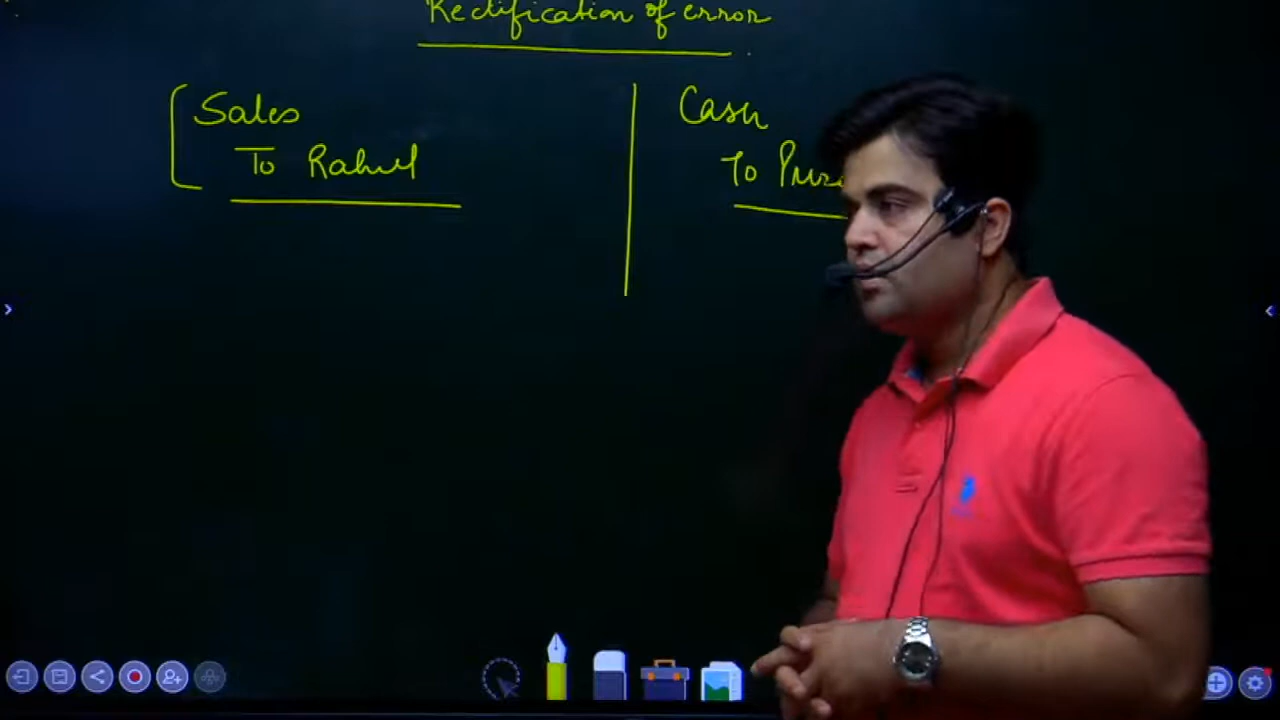 Rectification of error
Sales
To Rahul
Cash
To